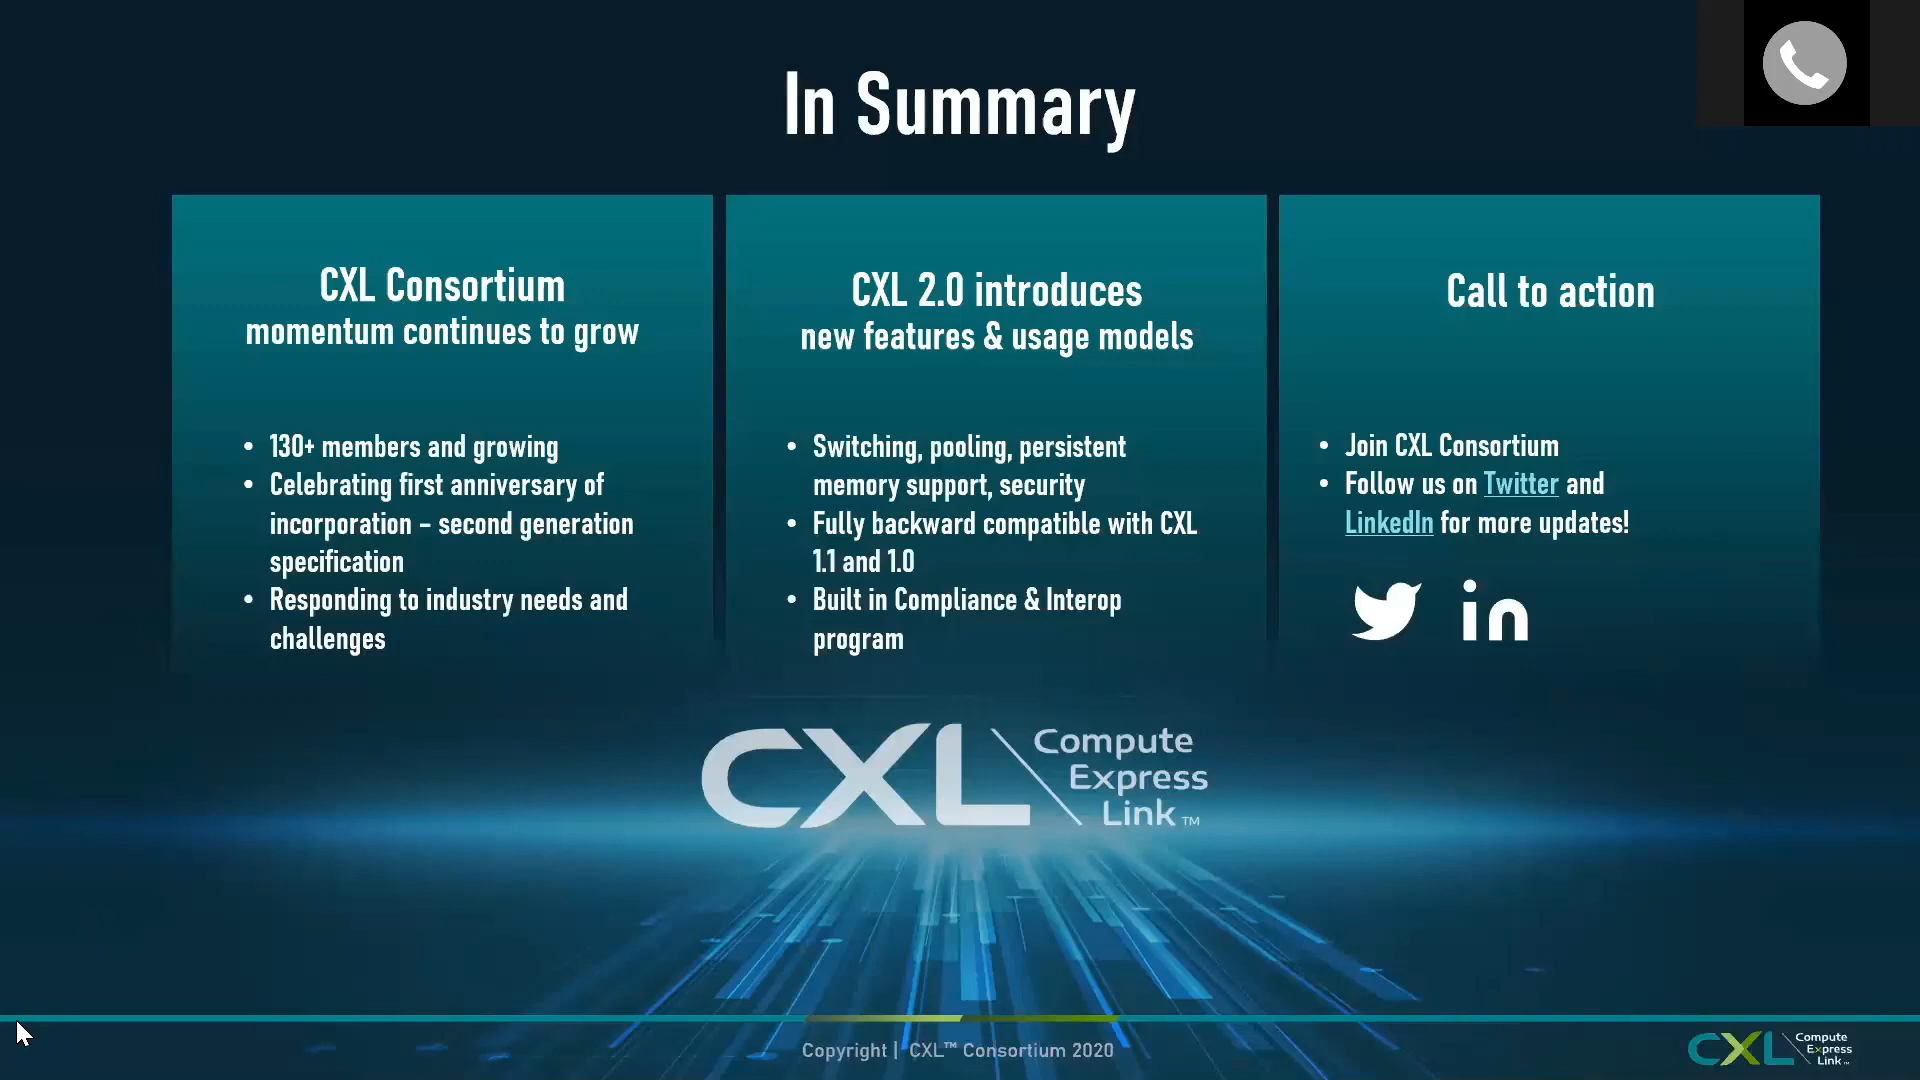 In Summary
CXL Consortium
momentum continues to grow
• 130+ members and growing
• Celebrating first anniversary of
incorporation – second generation
specification
• Responding to industry needs and
challenges
CXL 2.0 introduces
new features & usage models
• Switching, pooling, persistent
memory support, security
• Fully backward compatible with CXL
1.1 and 1.0
• Built in Compliance & Interop
program
Call to action
• Join CXL Consortium
• Follow us on Twitter and
LinkedIn for more updates!
in
CXL
Compute
Express
Link™
Copyright | CXL™ Consortium 2020
CXL
Compute
Express
Link™